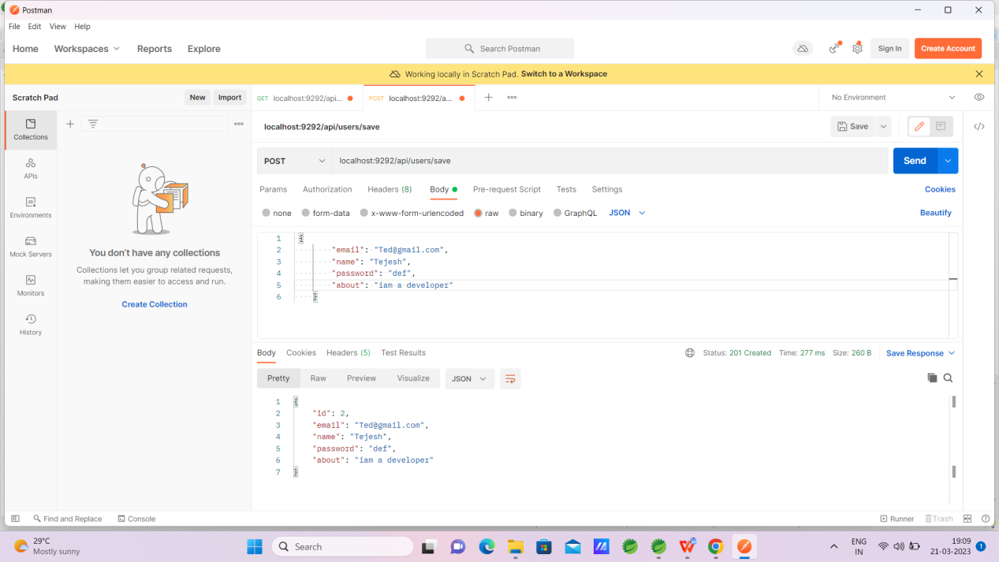 Postman
File Edit View Help
Home Workspaces Reports Explore Search Postman Sign In Create Account
Working locally in Scratch Pad. Switch to a Workspace
Scratch Pad New Import GET localhost:9292/api... POST localhost:9292/a... No Environment
Collections
APIs
Environments
Mock Servers
Monitors
History
You don't have any collections
Collections let you group related requests,
making them easier to access and run.
Create Collection
localhost:9292/api/users/save Save
POST localhost:9292/api/users/save Send
Params Authorization Headers (8) Body Pre-request Script Tests Settings Cookies
none form-data x-www-form-urlencoded raw binary GraphQL JSON Beautify
1 {
2 "email": "Ted@gmail.com",
3 "name": "Tejesh",
4 "password": "def",
5 "about": "iam a developer"
6 }
Body Cookies Headers (5) Test Results Status: 201 Created Time: 277 ms Size: 260 B Save Response
Pretty Raw Preview Visualize JSON
1 {
2 "id": 2,
3 "email": "Ted@gmail.com",
4 "name": "Tejesh",
5 "password": "def",
6 "about": "iam a developer"
7 }
Find and Replace Console Runner Trash
29°C
Mostly sunny
Search
ENG
IN
19:09
21-03-2023
1